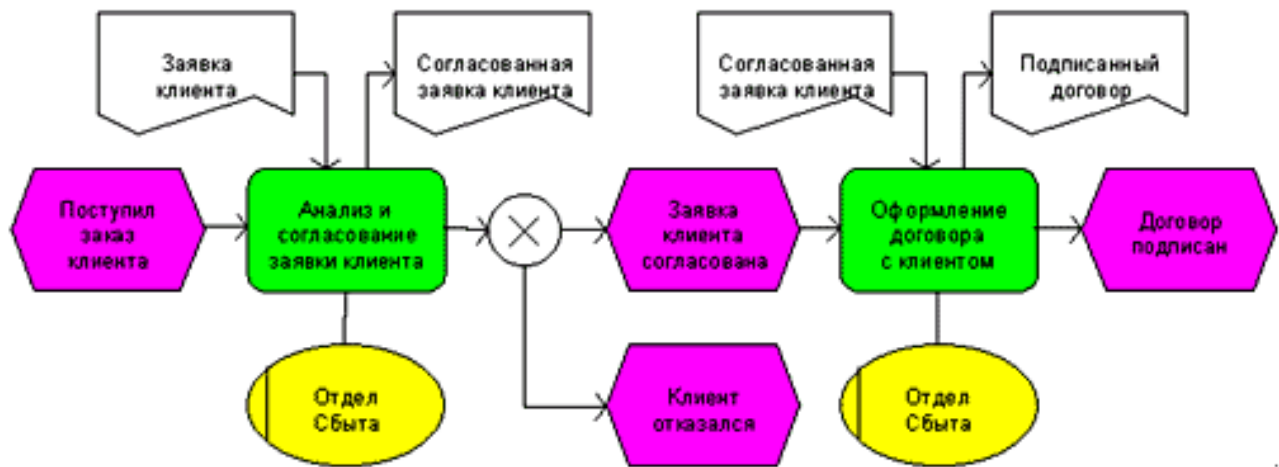 Заявка
клиента
Согласованная
заявка клиента
Согласованная
заявка клиента
Подписанный
договор
Поступил
заказ
клиента
Анализ и
согласование
заявки клиента
Заявка
клиента
согласована
Оформление
договора
с клиентом
Договор
подписан
Отдел
Сбыта
Клиент
отказался
Отдел
Сбыта